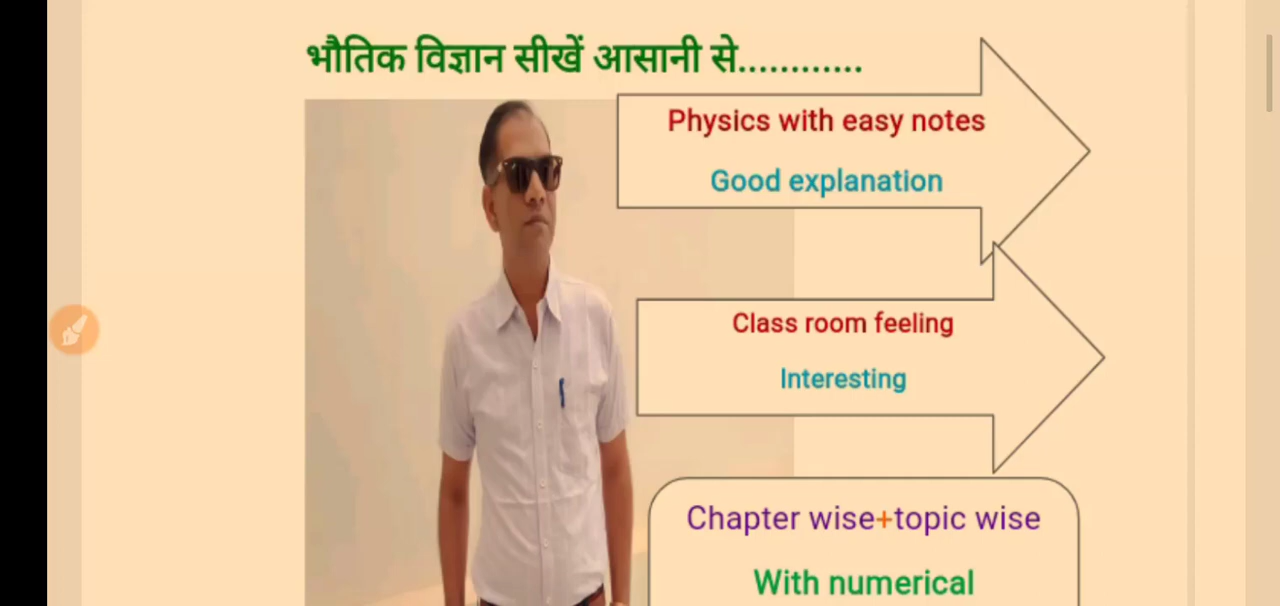 भौतिक विज्ञान सीखें आसानी से............
Physics with easy notes
Good explanation
Class room feeling
Interesting
Chapter wise+topic wise
With numerical